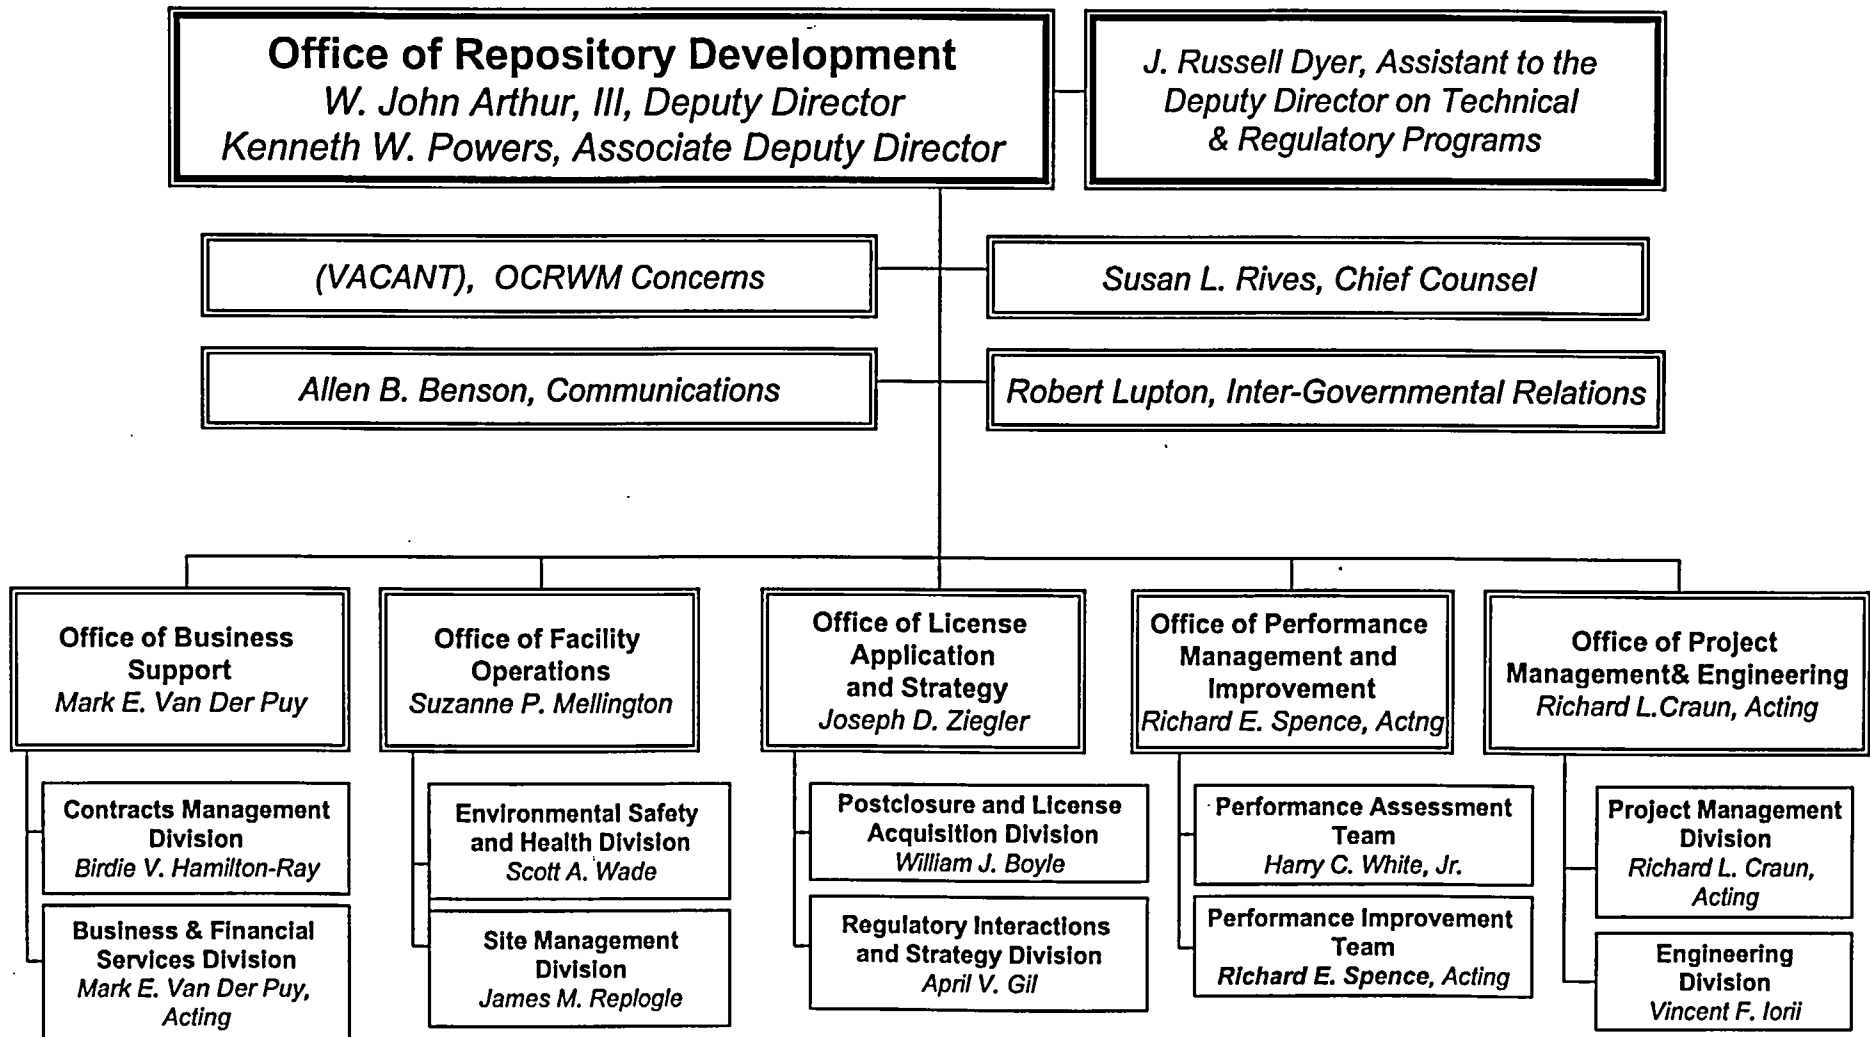 Office of Repository Development
W. John Arthur, III, Deputy Director
Kenneth W. Powers, Associate Deputy Director
J. Russell Dyer, Assistant to the
Deputy Director on Technical
& Regulatory Programs
(VACANT), OCRWM Concerns
Susan L. Rives, Chief Counsel
Allen B. Benson, Communications
Robert Lupton, Inter-Governmental Relations
Office of Business
Support
Mark E. Van Der Puy
Contracts Management
Division
Birdie V. Hamilton-Ray
Business & Financial
Services Division
Mark E. Van Der Puy,
Acting
Office of Facility
Operations
Suzanne P. Mellington
Environmental Safety
and Health Division
Scott A. Wade
Site Management
Division
James M. Replogle
Office of License
Application
and Strategy
Joseph D. Ziegler
Postclosure and License
Acquisition Division
William J. Boyle
Regulatory Interactions
and Strategy Division
April V. Gil
Office of Performance
Management and
Improvement
Richard E. Spence, Actng
Performance Assessment
Team
Harry C. White, Jr.
Performance Improvement
Team
Richard E. Spence, Acting
Office of Project
Management& Engineering
Richard L.Craun, Acting
Project Management
Division
Richard L. Craun,
Acting
Engineering
Division
Vincent F. Iorii